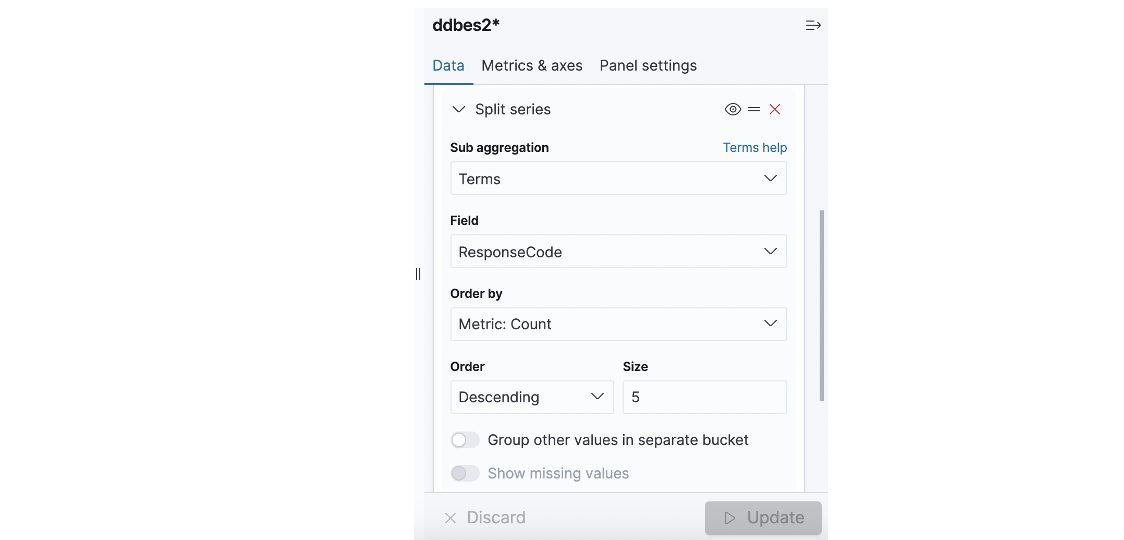 ddbes2*
Data Metrics & axes Panel settings
Split series
Sub aggregation Terms help
Terms
Field
ResponseCode
Order by
Metric: Count
Order Size
Descending 5
Group other values in separate bucket
Show missing values
Discard Update